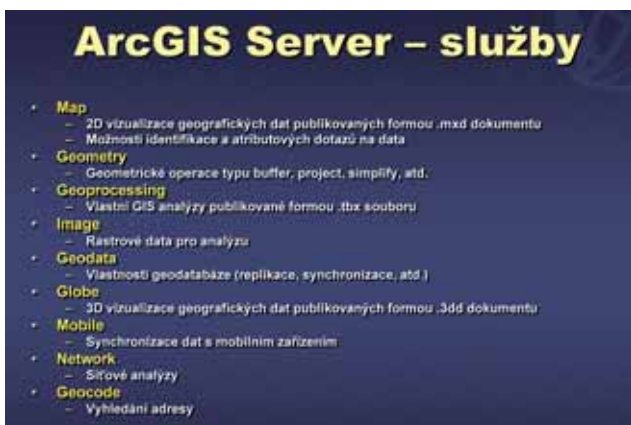 ArcGIS Server – služby
• Map
– 2D vizualizace geografických dat publikovaných formou .mxd dokumentu
– Možnosti identifikace a atributových dotazů na data
• Geometry
– Geometrické operace typu buffer, project, simplify, atd.
• Geoprocessing
– Vlastní GIS analýzy publikované formou .tbx souboru
• Image
– Rastrové data pro analýzu
• Geodata
– Vlastnosti geodatabáze (replikace, synchronizace, atd.)
• Globe
– 3D vizualizace geografických dat publikovaných formou .3dd dokumentu
• Mobile
– Synchronizace dat s mobilním zařízením
• Network
– Síťové analýzy
• Geocode
– Vyhledání adresy